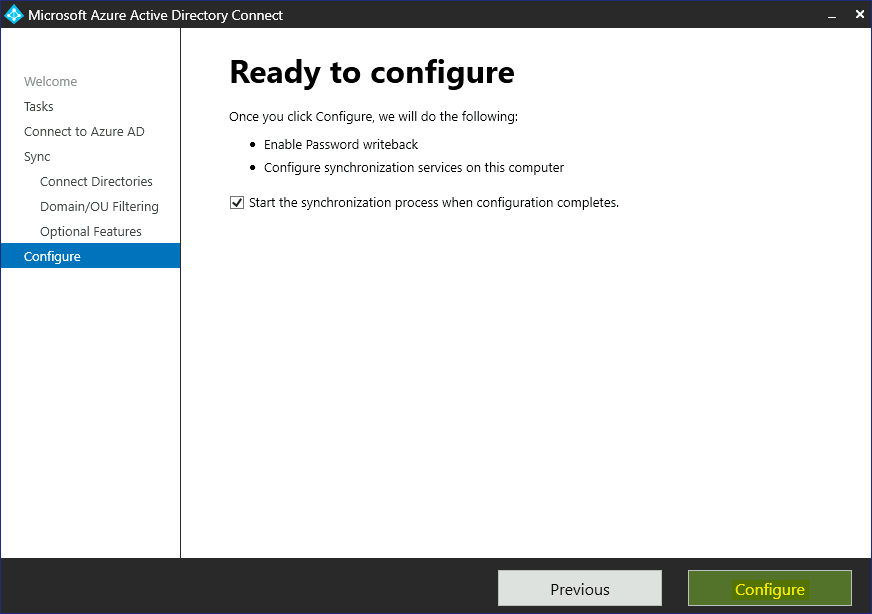 Microsoft Azure Active Directory Connect
Welcome
Tasks
Connect to Azure AD
Sync
Connect Directories
Domain/OU Filtering
Optional Features
Configure
Ready to configure
Once you click Configure, we will do the following:
• Enable Password writeback
• Configure synchronization services on this computer
Start the synchronization process when configuration completes.
Previous
Configure